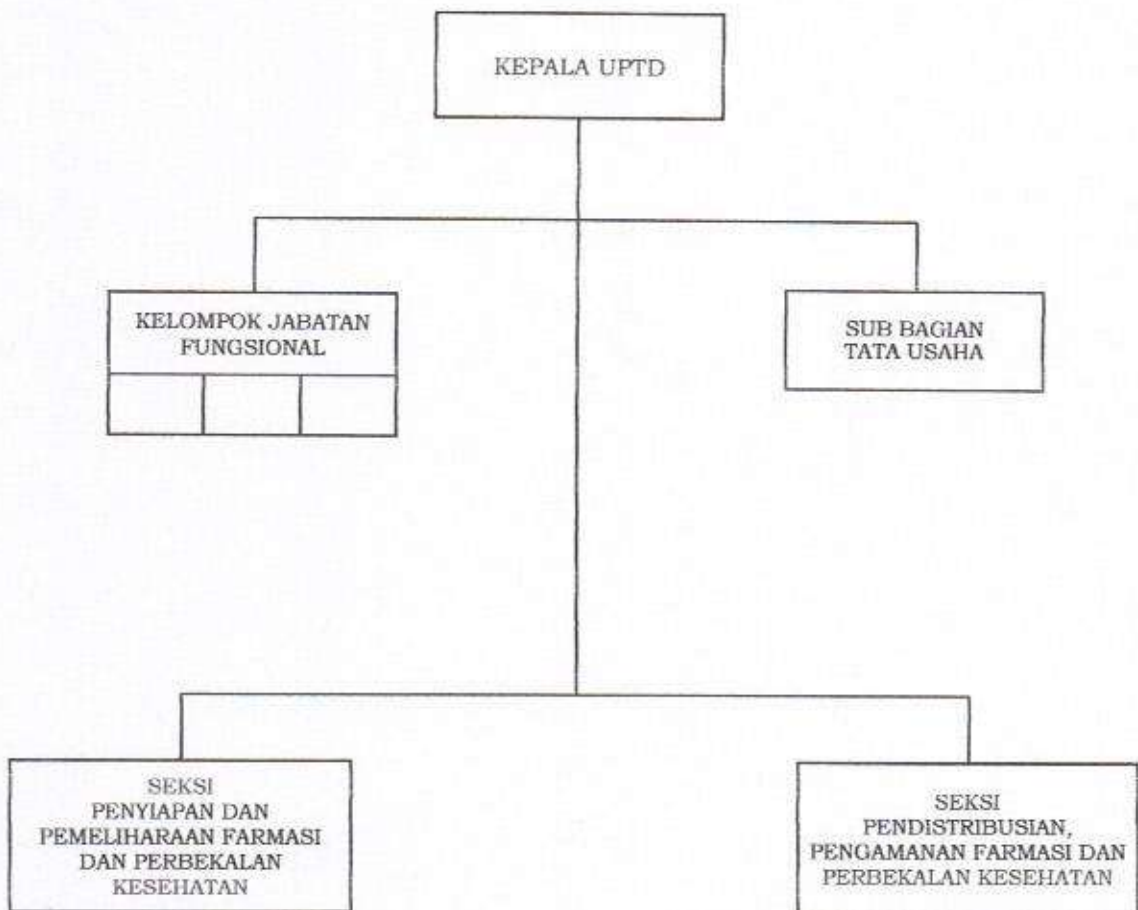 KEPALA UPTD
KELOMPOK JABATAN
FUNGSIONAL
SUB BAGIAN
TATA USAHA
SEKSI
PENYIAPAN DAN
PEMELIHARAAN FARMASI
DAN PERBEKALAN
KESEHATAN
SEKSI
PENDISTRIBUSIAN,
PENGAMANAN FARMASI DAN
PERBEKALAN KESEHATAN